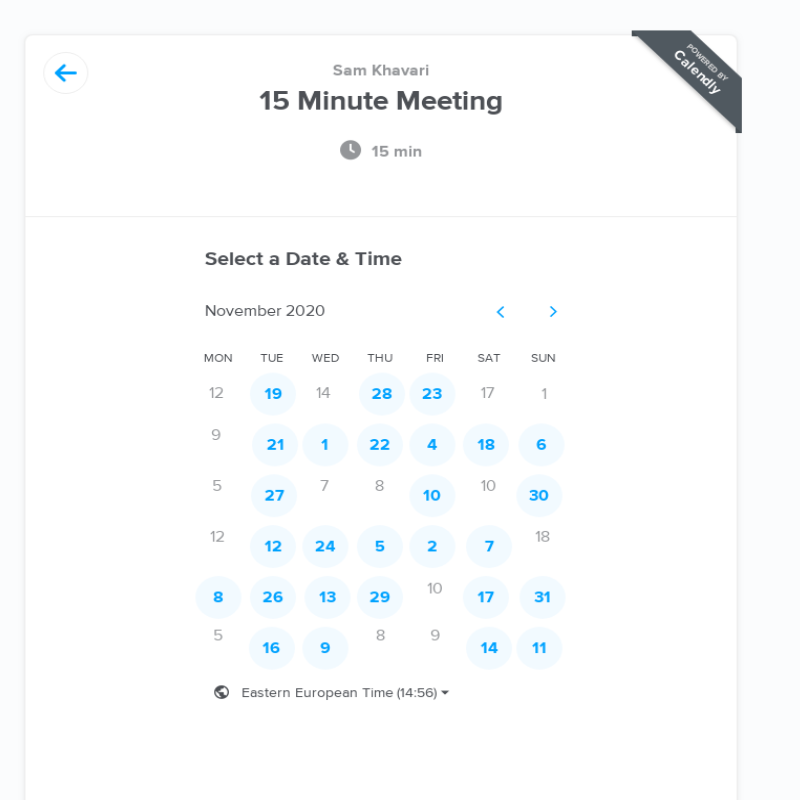 POWERED BY
Calendly
Sam Khavari
15 Minute Meeting
15 min
Select a Date & Time
November 2020
MON TUE WED THU FRI SAT SUN
12 19 14 28 23 17 1
9 21 1 22 4 18 6
5 27 7 8 10 10 30
12 12 24 5 2 7 18
8 26 13 29 10 17 31
5 16 9 8 9 14 11
Eastern European Time (14:56)